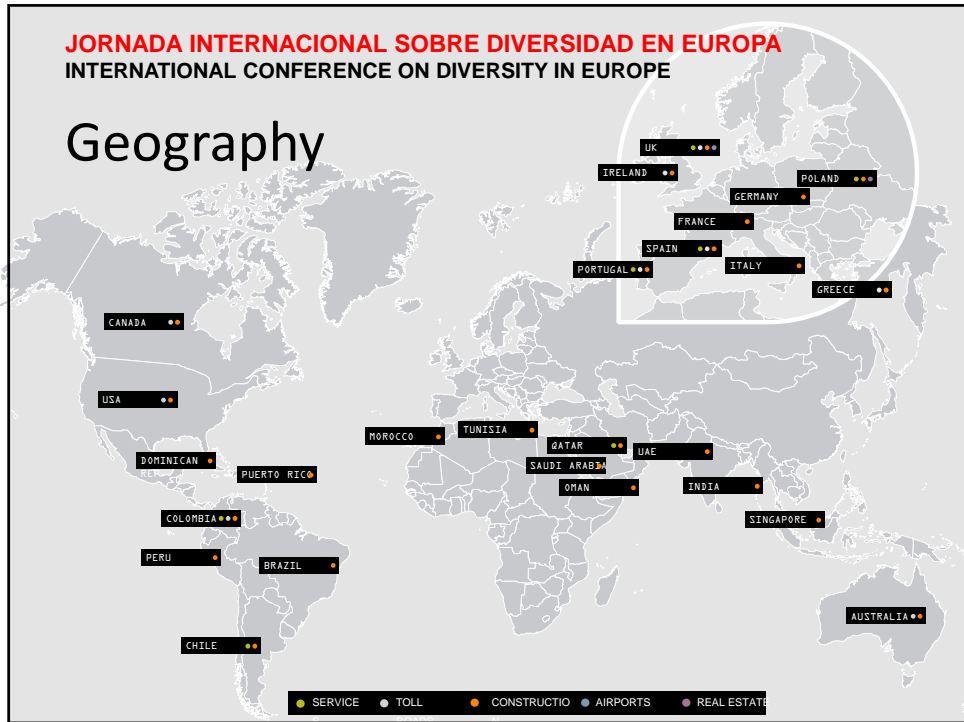 JORNADA INTERNACIONAL SOBRE DIVERSIDAD EN EUROPA
INTERNATIONAL CONFERENCE ON DIVERSITY IN EUROPE
Geography
UK
IRELAND
POLAND
GERMANY
FRANCE
SPAIN
PORTUGAL
ITALY
GREECE
CANADA
USA
MOROCCO
TUNISIA
QATAR
UAE
DOMINICAN
SAUDI ARABIA
PUERTO RICO
OMAN
INDIA
COLOMBIA
SINGAPORE
PERU
BRAZIL
AUSTRALIA
CHILE
SERVICE
S
TOLL
ROADS
CONSTRUCTIO
N
AIRPORTS
REAL ESTATE